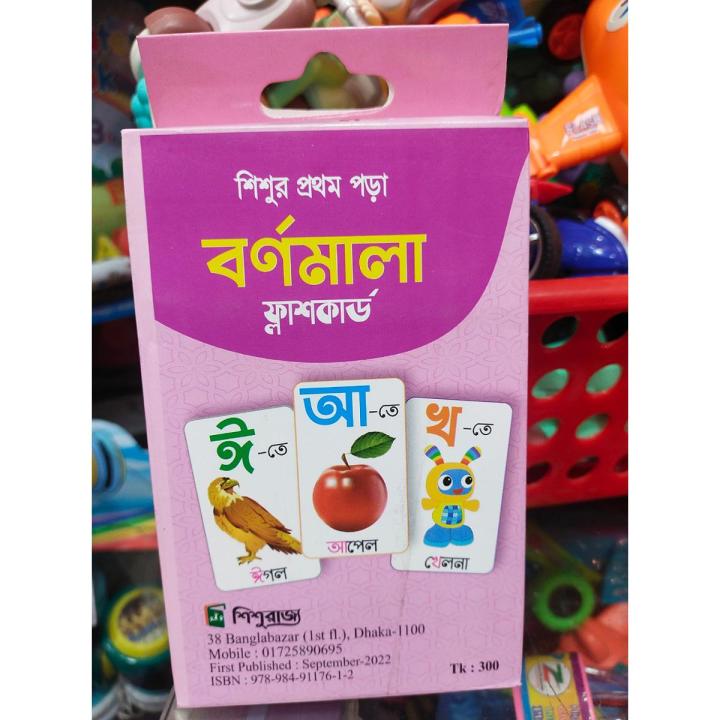 শিশুর প্রথম পড়া
বর্ণমালা
ফ্লাশকার্ড
ঈ-তে
ঈগল
আ-তে
আপেল
খ-তে
খেলনা
শিশুরাজ্য
38 Banglabazar (1st fl.), Dhaka-1100
Mobile : 01725890695
First Published : September-2022
ISBN : 978-984-91176-1-2
Tk : 300